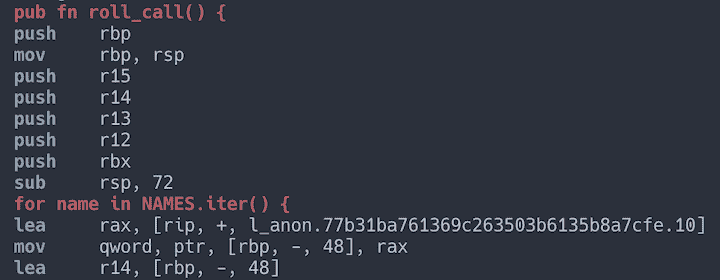 pub fn roll_call() {
push rbp
mov rbp, rsp
push r15
push r14
push r13
push r12
push rbx
sub rsp, 72
for name in NAMES.iter() {
lea rax, [rip, +, l_anon.77b31ba761369c263503b6135b8a7cfe.10]
mov qword, ptr, [rbp, -, 48], rax
lea r14, [rbp, -, 48]